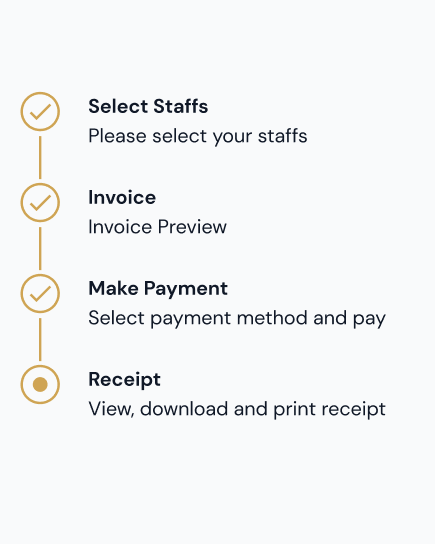 Select Staffs
Please select your staffs
Invoice
Invoice Preview
Make Payment
Select payment method and pay
Receipt
View, download and print receipt